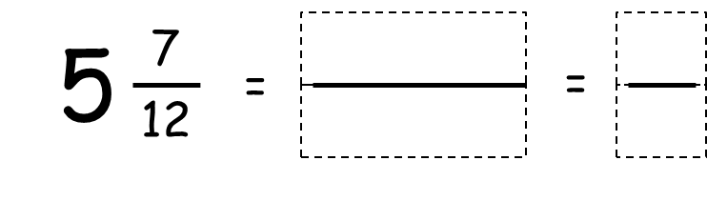 5 7/12 = =